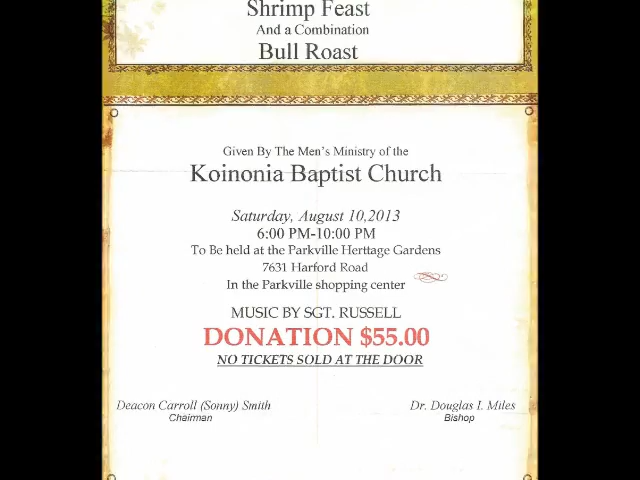 Shrimp Feast
And a Combination
Bull Roast
Given By The Men's Ministry of the
Koinonia Baptist Church
Saturday, August 10,2013
6:00 PM-10:00 PM
To Be held at the Parkville Herttage Gardens
7631 Harford Road
In the Parkville shopping center
MUSIC BY SGT. RUSSELL
DONATION $55.00
NO TICKETS SOLD AT THE DOOR
Deacon Carroll (Sonny) Smith
Dr. Douglas I. Miles
Chairman
Bishop